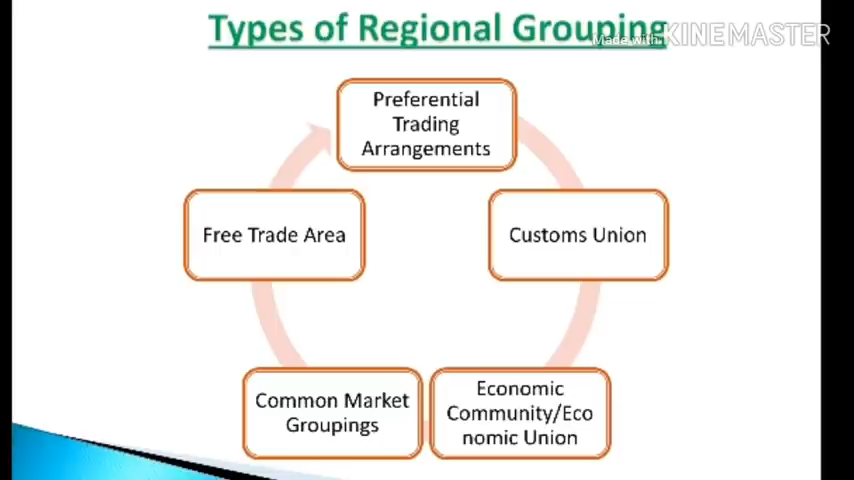 Types of Regional Grouping
Made with KINEMASTER
Preferential
Trading
Arrangements
Free Trade Area
Customs Union
Common Market
Groupings
Economic
Community/Eco
nomic Union